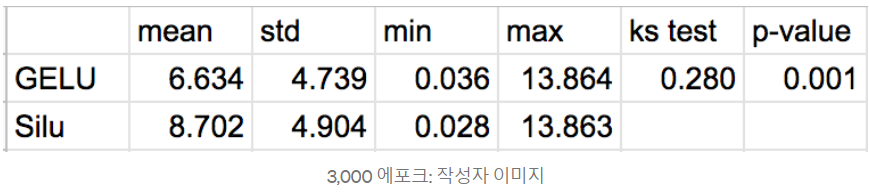 mean std min max ks test p-value
GELU 6.634 4.739 0.036 13.864 0.280 0.001
Silu 8.702 4.904 0.028 13.863
3,000 에포크: 작성자 이미지